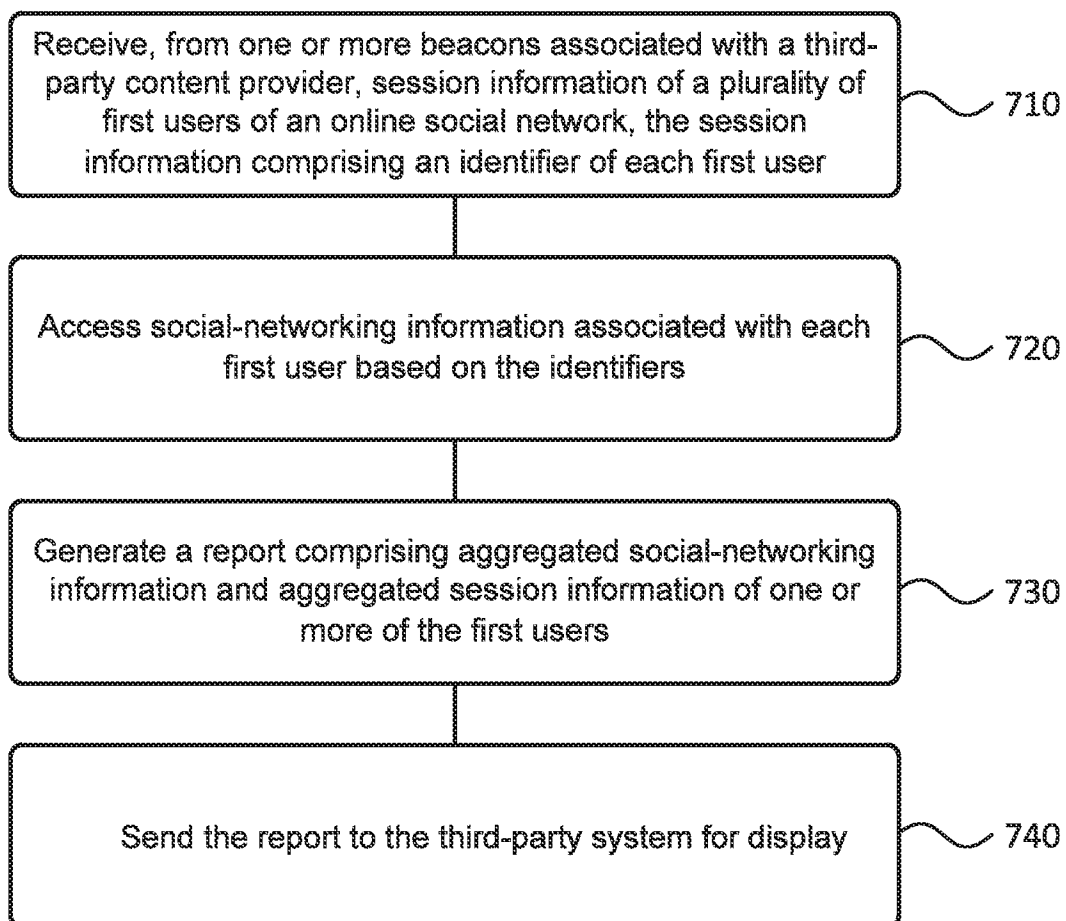 Receive, from one or more beacons associated with a third-
party content provider, session information of a plurality of
first users of an online social network, the session
information comprising an identifier of each first user
710
Access social-networking information associated with each
first user based on the identifiers
720
Generate a report comprising aggregated social-networking
information and aggregated session information of one or
more of the first users
730
Send the report to the third-party system for display
740